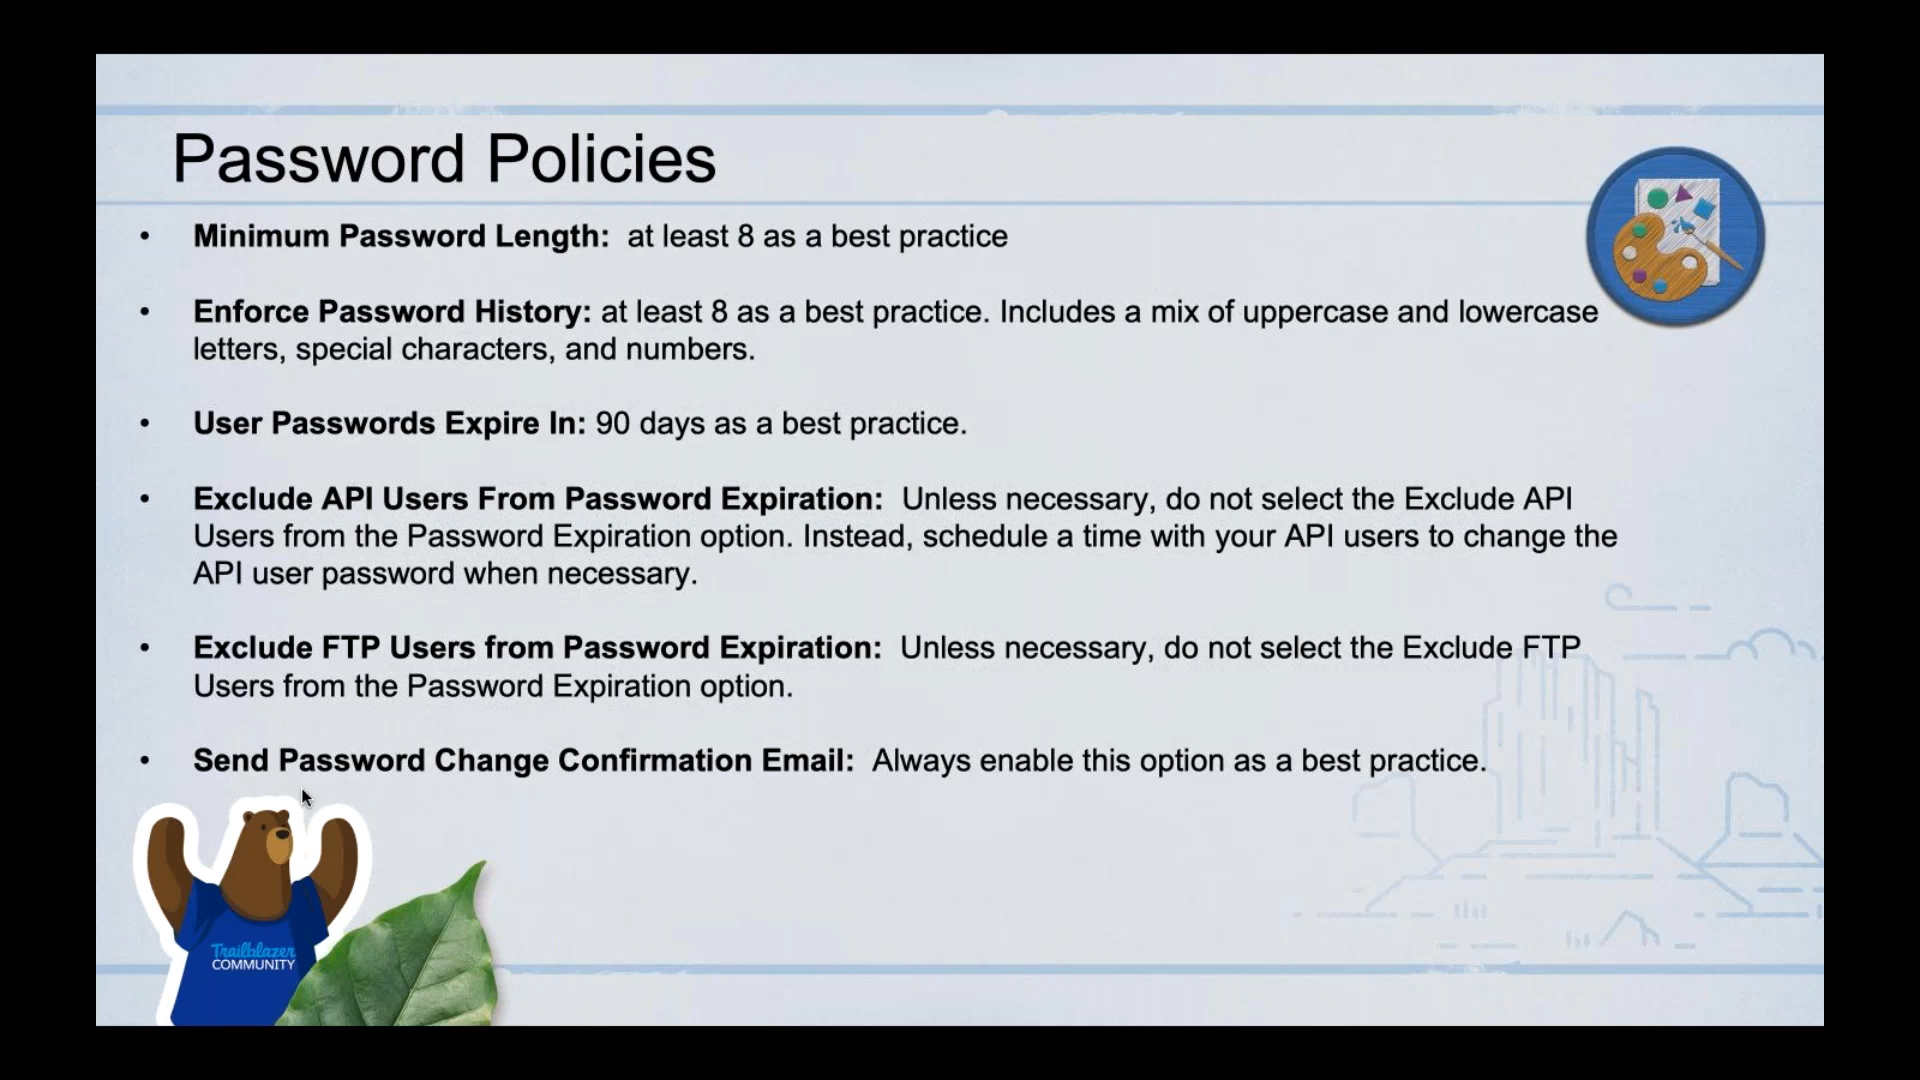 Password Policies
• Minimum Password Length:  at least 8 as a best practice
• Enforce Password History: at least 8 as a best practice. Includes a mix of uppercase and lowercase
letters, special characters, and numbers.
• User Passwords Expire In: 90 days as a best practice.
• Exclude API Users From Password Expiration:  Unless necessary, do not select the Exclude API
Users from the Password Expiration option. Instead, schedule a time with your API users to change the
API user password when necessary.
• Exclude FTP Users from Password Expiration:  Unless necessary, do not select the Exclude FTP
Users from the Password Expiration option.
• Send Password Change Confirmation Email:  Always enable this option as a best practice.
Trailblazer
COMMUNITY